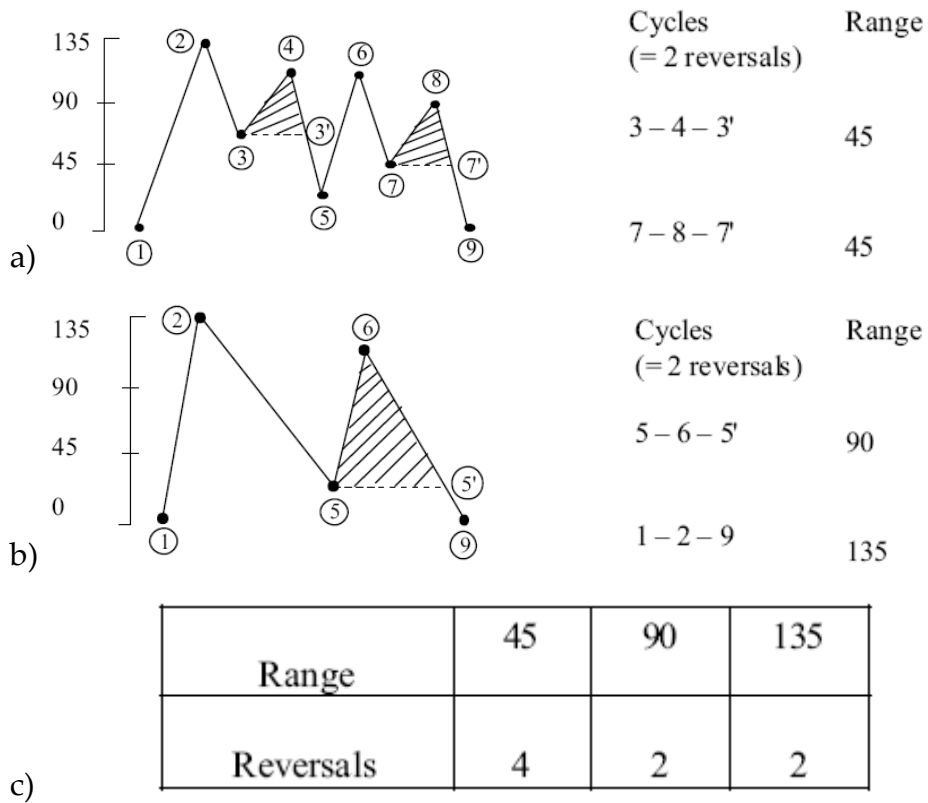 135
90
45
0
②
④
⑥
⑧
③
③'
⑤
⑦
⑦'
①
⑨
a)
Cycles Range
(= 2 reversals)
3 – 4 – 3' 45
7 – 8 – 7' 45
135
90
45
0
②
⑥
⑤
⑤'
①
⑨
b)
Cycles Range
(= 2 reversals)
5 – 6 – 5' 90
1 – 2 – 9 135
Range 45 90 135
Reversals 4 2 2
c)